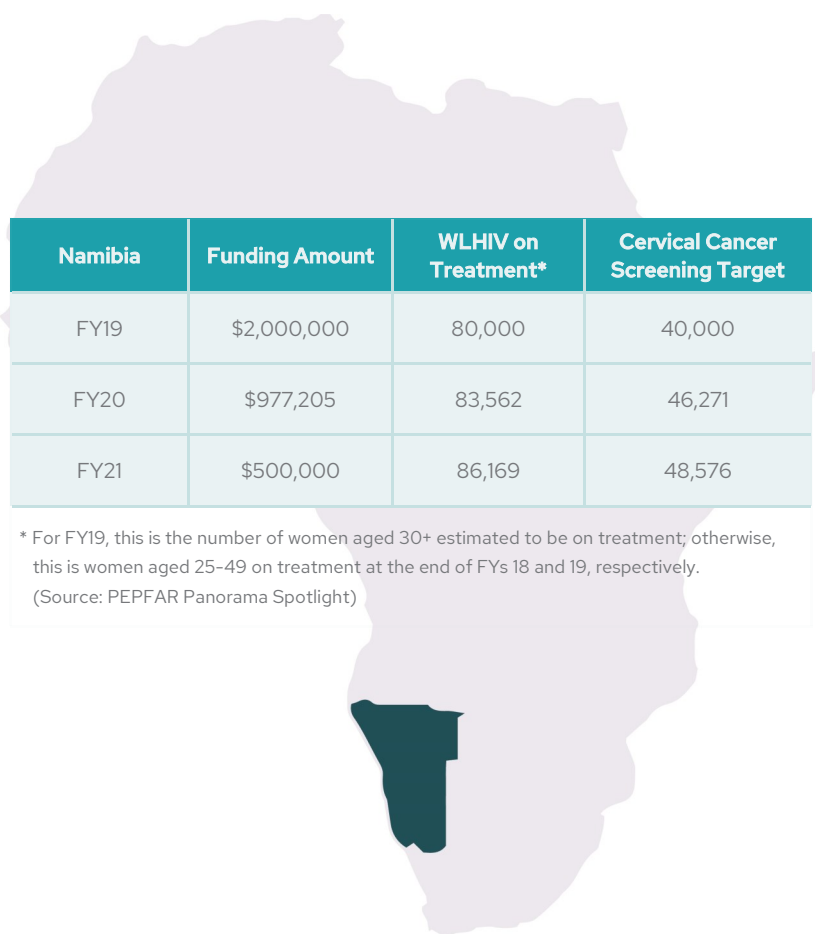 Namibia
Funding Amount
WLHIV on
Treatment*
Cervical Cancer
Screening Target
FY19 $2,000,000 80,000 40,000
FY20 $977,205 83,562 46,271
FY21 $500,000 86,169 48,576
* For FY19, this is the number of women aged 30+ estimated to be on treatment; otherwise,
this is women aged 25-49 on treatment at the end of FYs 18 and 19, respectively.
(Source: PEPFAR Panorama Spotlight)